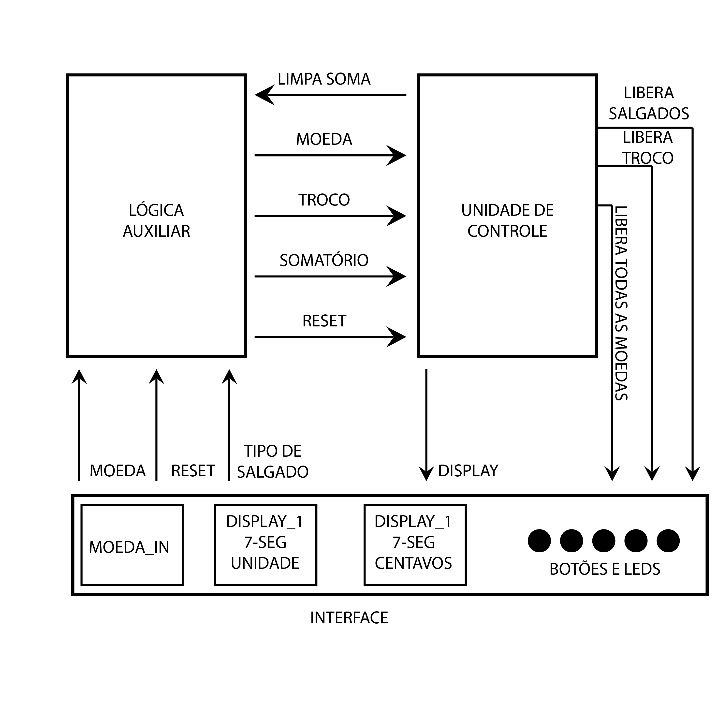 LIMPA SOMA
LIBERA
SALGADOS
MOEDA
LIBERA
TROCO
TROCO
LÓGICA
AUXILIAR
UNIDADE DE
CONTROLE
LIBERA TODAS AS MOEDAS
SOMATÓRIO
RESET
MOEDA
RESET
TIPO DE
SALGADO
DISPLAY
MOEDA_IN
DISPLAY_1
7-SEG
UNIDADE
DISPLAY_1
7-SEG
CENTAVOS
BOTÕES E LEDS
INTERFACE